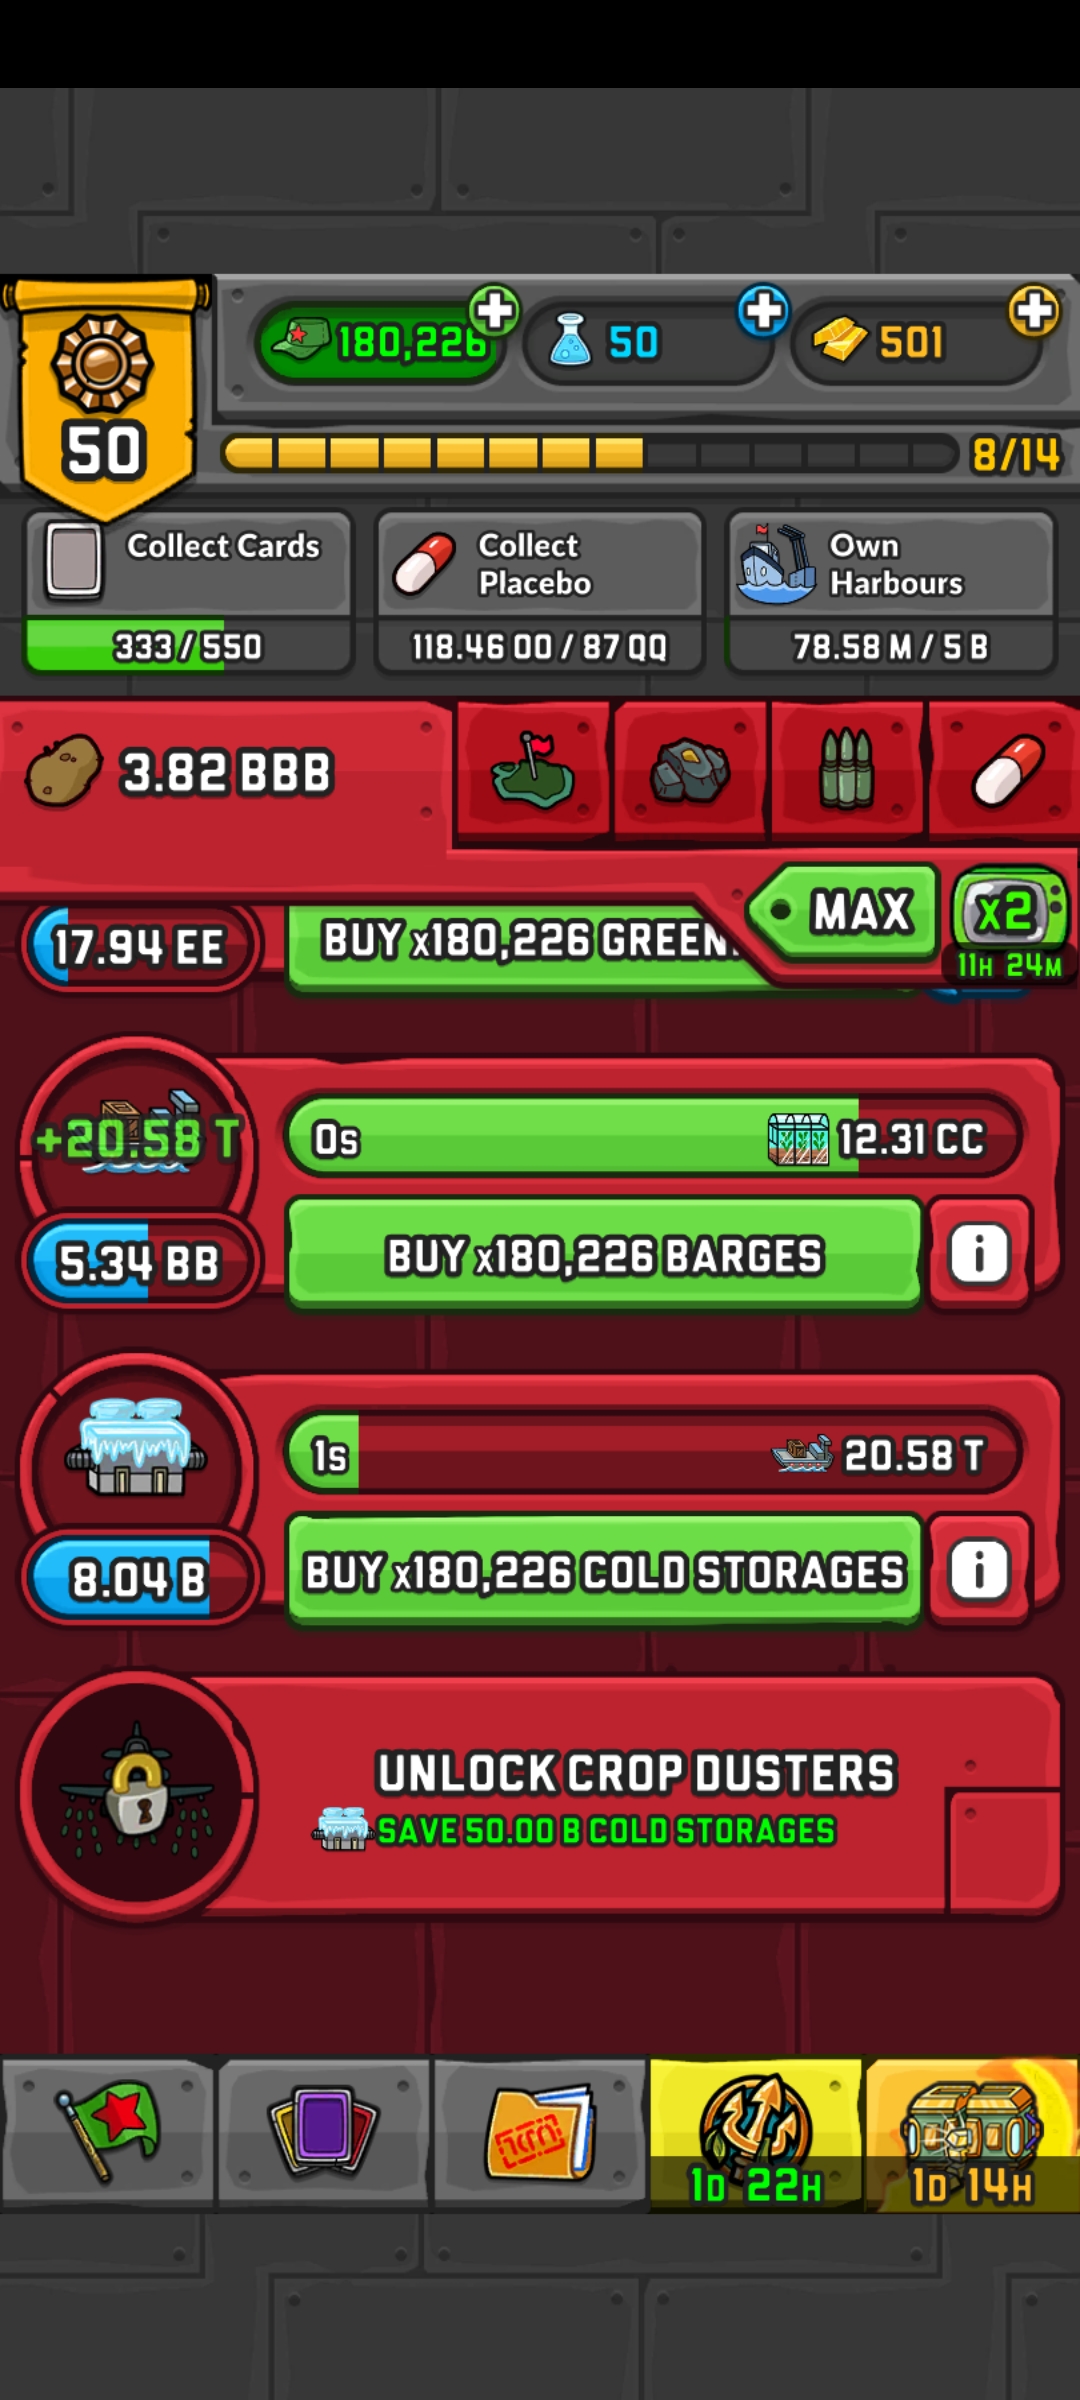 180,226
50
501
50
8/14
Collect Cards
333/550
Collect
Placebo
118.46 OO / 87 QQ
Own
Harbours
78.58 M / 5 B
3.82 BBB
MAX
x2
11H 24M
17.94 EE
BUY x180,226 GREEN
+20.58 T
0s
12.31 CC
5.34 BB
BUY x180,226 BARGES
i
1s
20.58 T
8.04 B
BUY x180,226 COLD STORAGES
i
UNLOCK CROP DUSTERS
SAVE 50.00 B COLD STORAGES
1D 22H
1D 14H